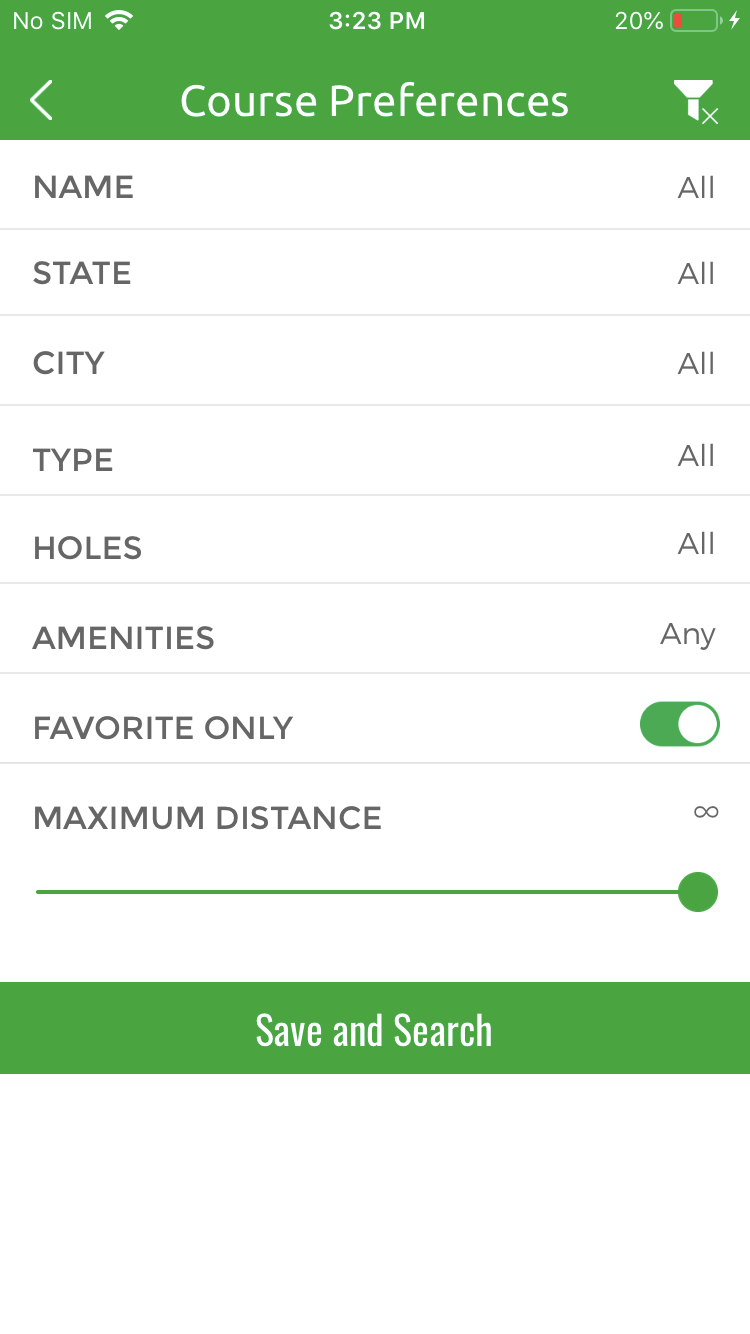 No SIM 3:23 PM 20%
Course Preferences
NAME All
STATE All
CITY All
TYPE All
HOLES All
AMENITIES Any
FAVORITE ONLY
MAXIMUM DISTANCE ∞
Save and Search